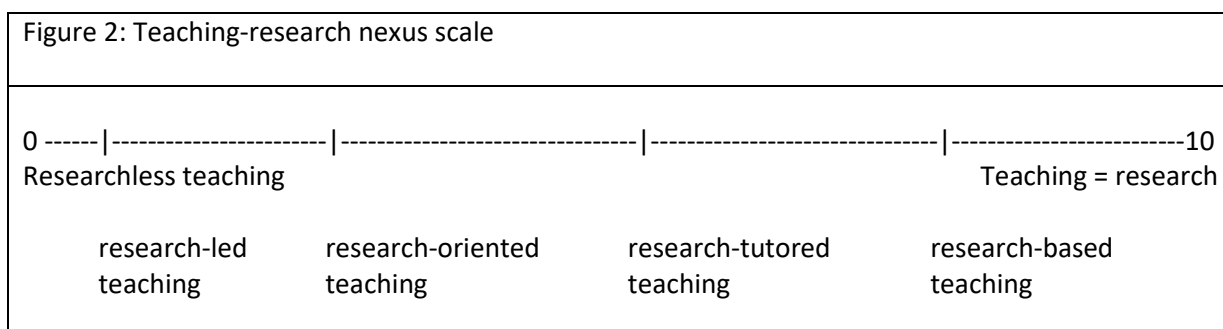 Figure 2: Teaching-research nexus scale
0 ------|------------------------|---------------------------------|--------------------------------|--------------------------10
Researchless teaching Teaching = research
research-led research-oriented research-tutored research-based
teaching teaching teaching teaching